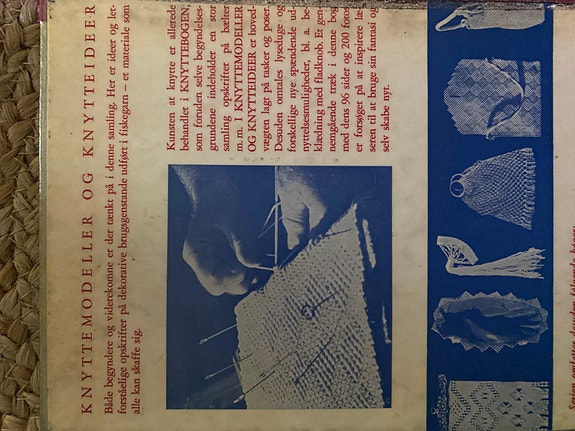 KNYTTEMODELLER OG KNYTTEIDEER
Både begyndere og viderekomne er der tænkt på i denne samling. Her er ideer og let-
forståelige opskrifter på dekorative brugsgenstande udført i fiskegarn – et materiale som
alle kan skaffe sig.
Kunsten at knytte er allerede
behandlet i KNYTTEBOGEN,
som foruden selve begyndelses-
grundene indeholder en stor
samling opskrifter på bælter
m. m. I KNYTTEMODELLER
OG KNYTTEIDEER er hoved-
vægten lagt på tasker og poser.
Desuden omtales lysedug og
forskellige nye spændende ud
nyttelsesmuligheder, bl. a. be
klædning med fladknob. Et gen
nemgående træk i denne bog
med dens 96 sider og 200 fotos
er forsøget på at inspirere læ
seren til at bruge sin fantasi og
selv skabe nyt.